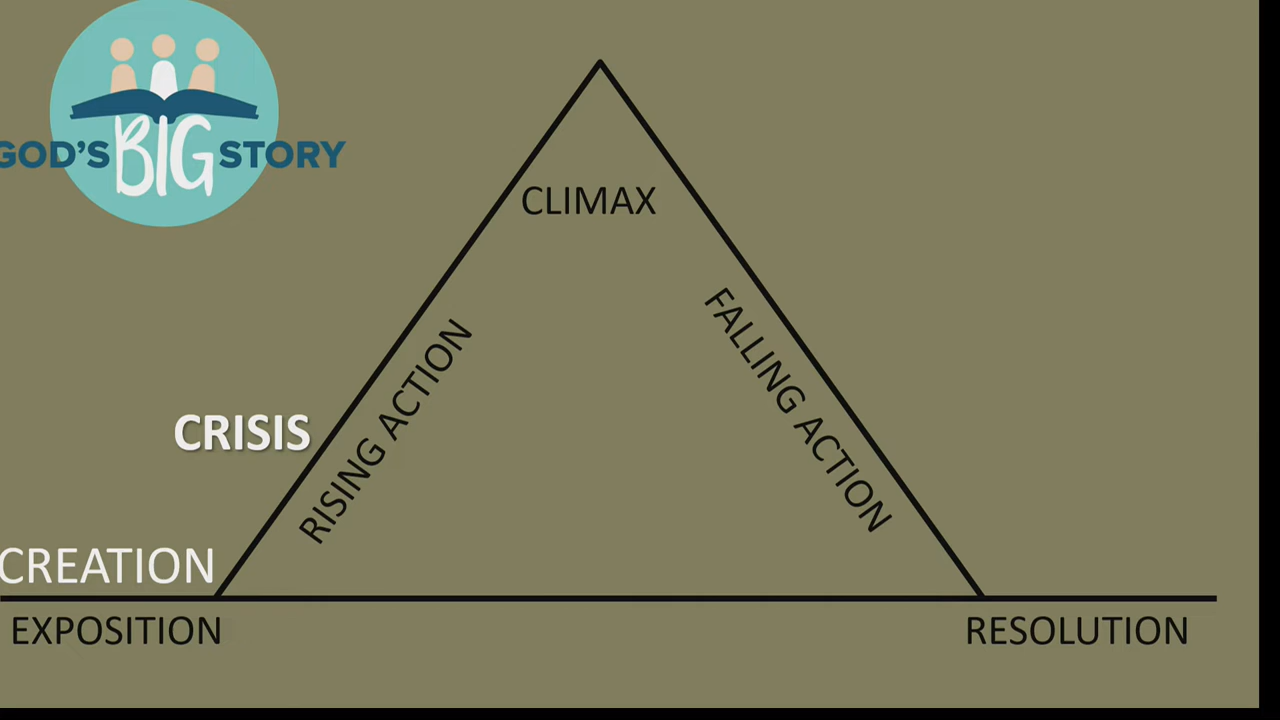 GOD'S BIG STORY
CLIMAX
RISING ACTION
FALLING ACTION
CRISIS
CREATION
EXPOSITION
RESOLUTION